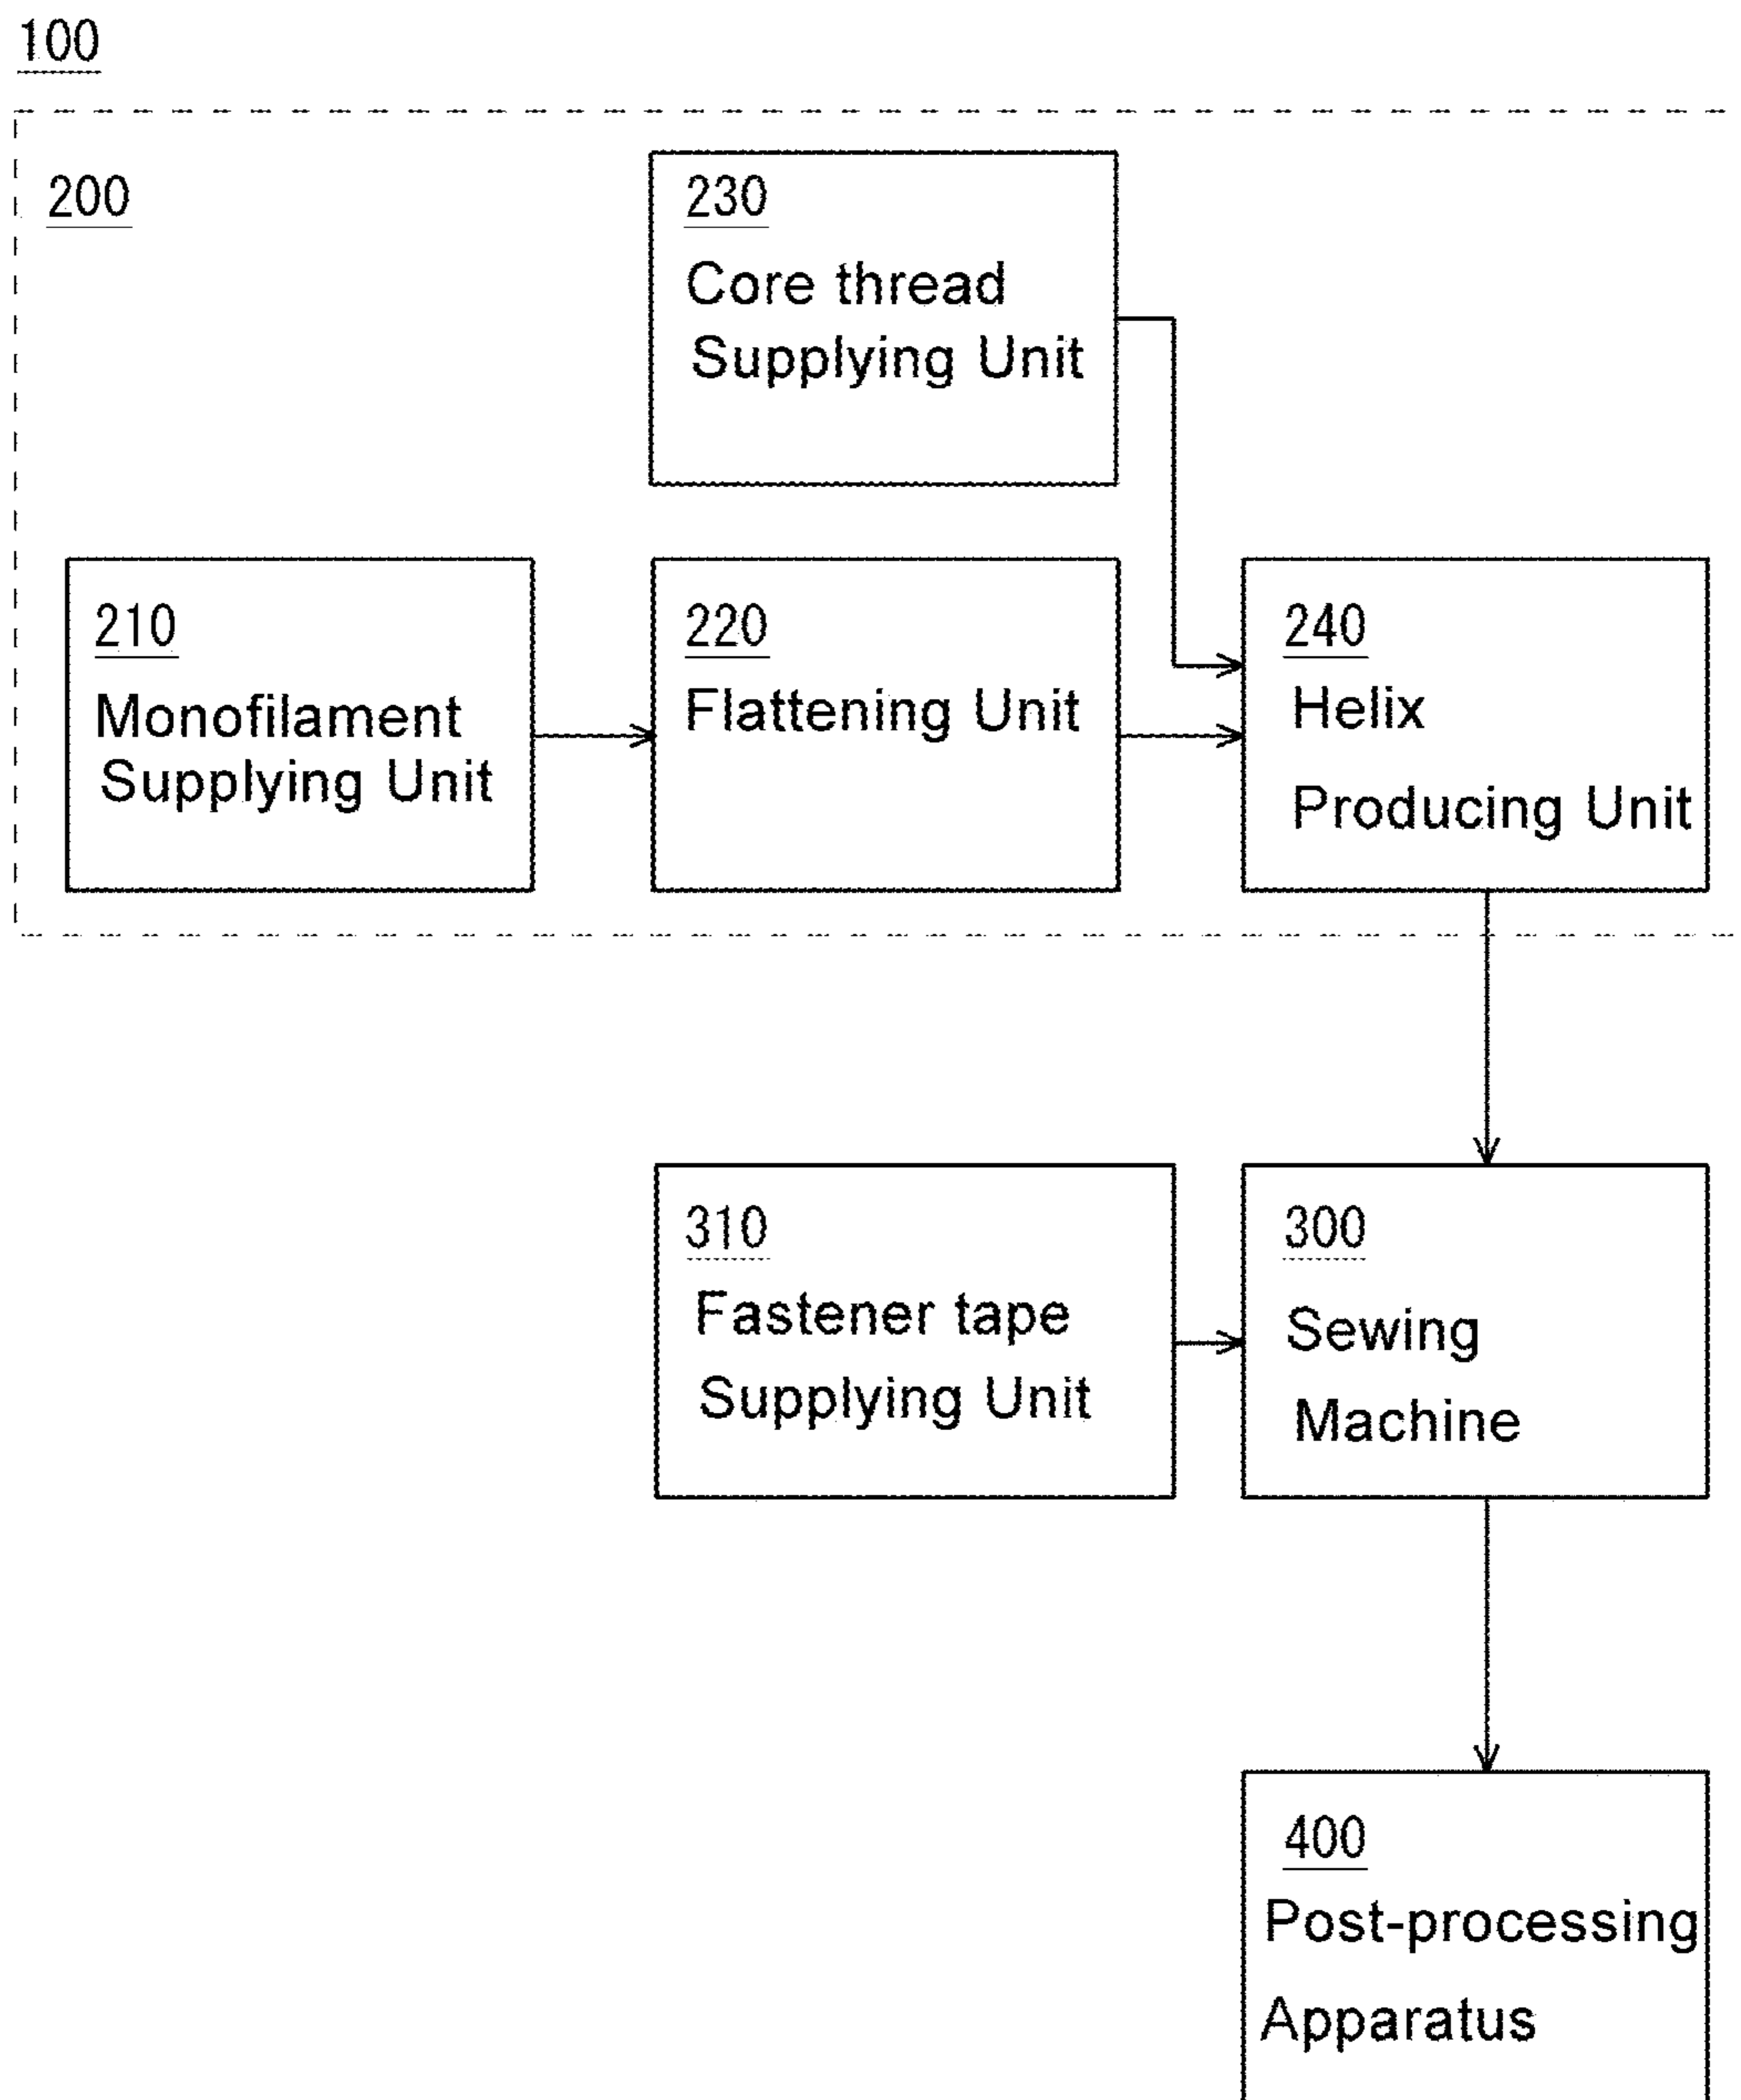 100
200
230
Core thread
Supplying Unit
210
Monofilament
Supplying Unit
220
Flattening Unit
240
Helix
Producing Unit
310
Fastener tape
Supplying Unit
300
Sewing
Machine
400
Post-processing
Apparatus